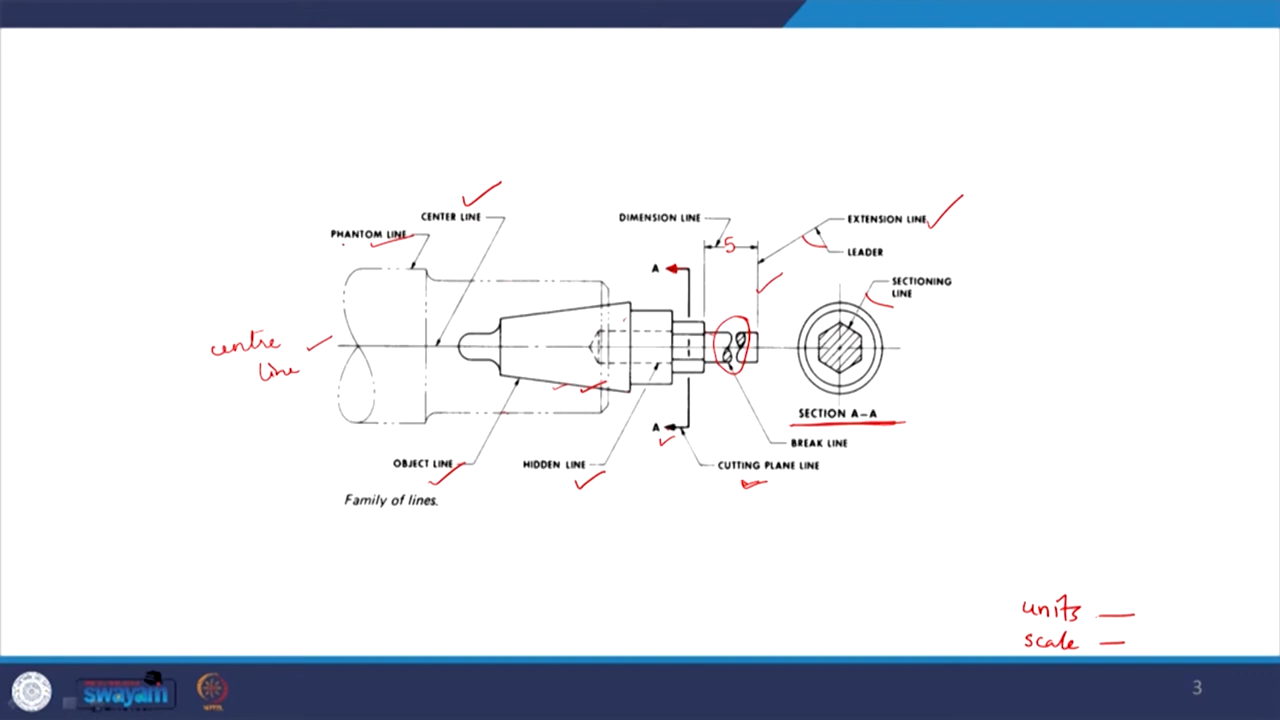 CENTER LINE
DIMENSION LINE
EXTENSION LINE
PHANTOM LINE
5
LEADER
A
SECTIONING
LINE
centre
line
SECTION A-A
A
BREAK LINE
OBJECT LINE
HIDDEN LINE
CUTTING PLANE LINE
Family of lines.
units
scale
swayam
3